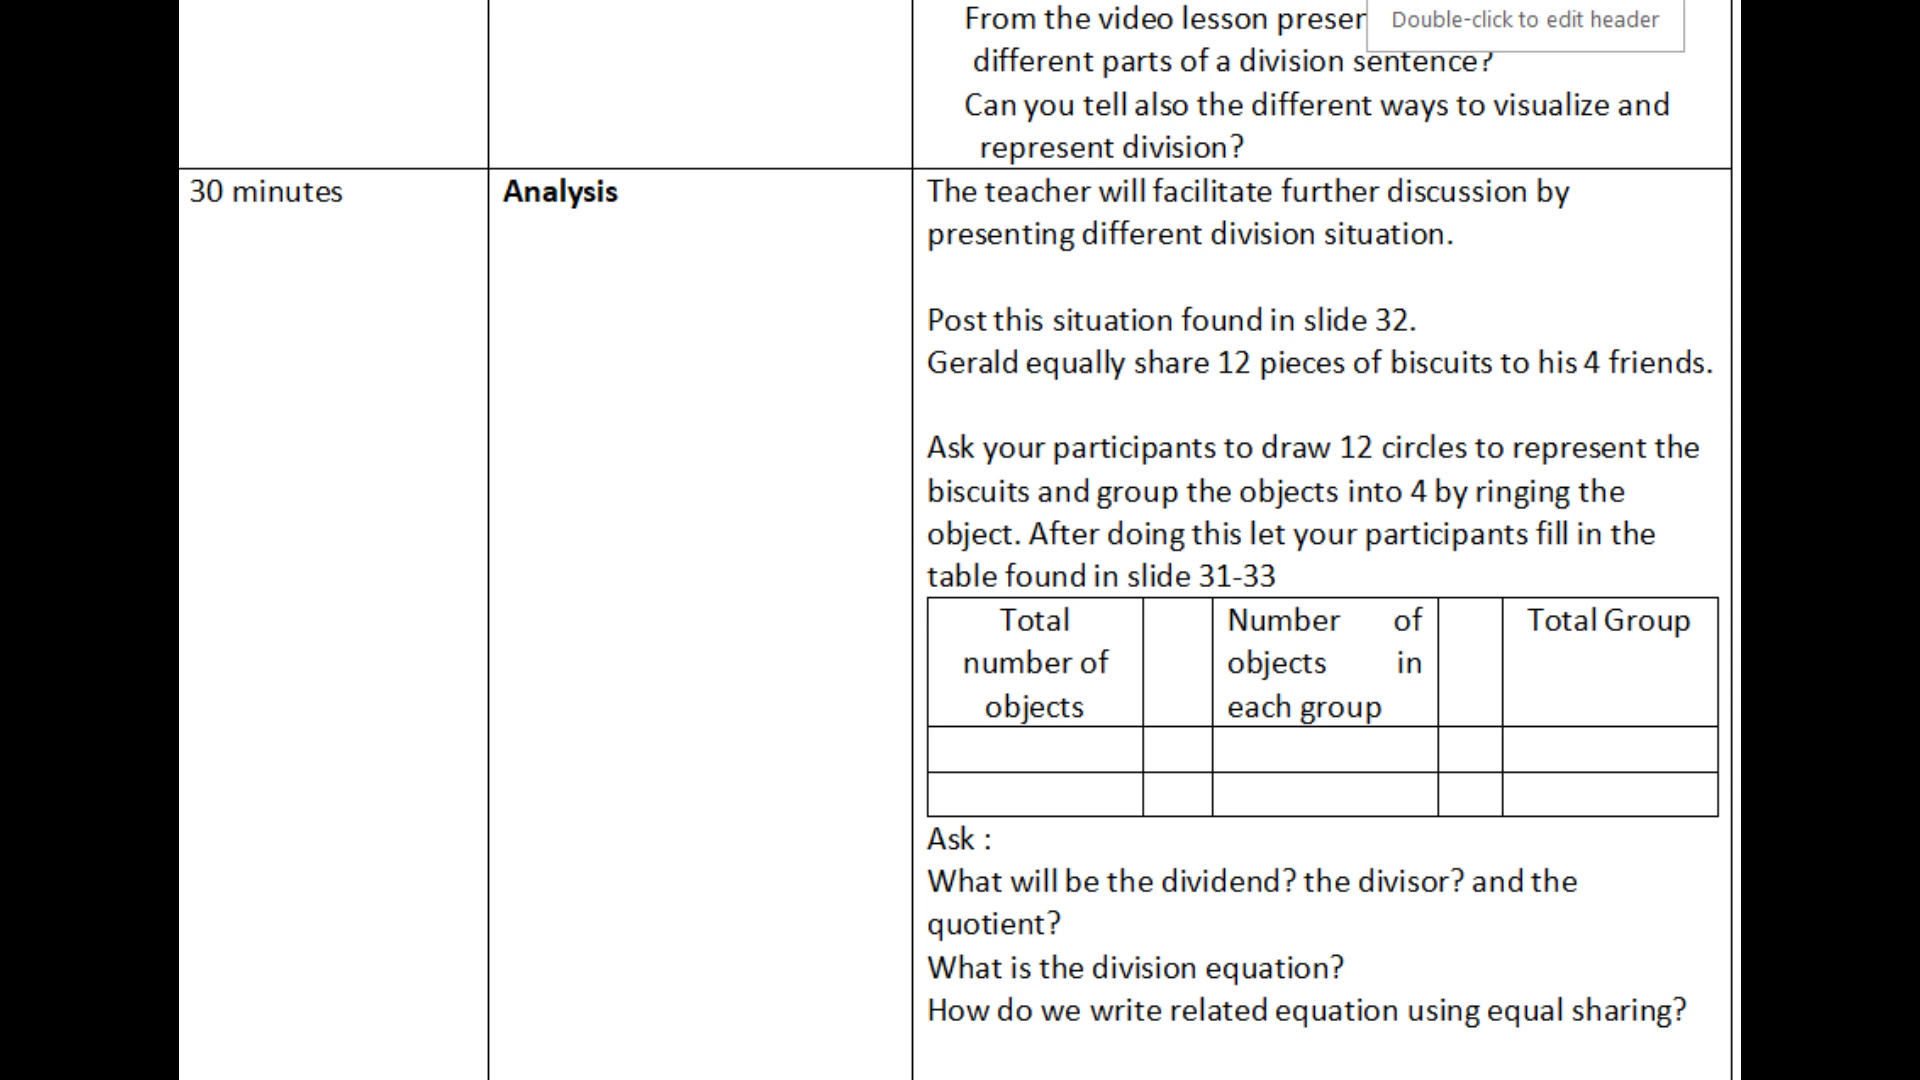 From the video lesson presen
Double-click to edit header
different parts of a division sentence?
Can you tell also the different ways to visualize and
represent division?
30 minutes
Analysis
The teacher will facilitate further discussion by
presenting different division situation.
Post this situation found in slide 32.
Gerald equally share 12 pieces of biscuits to his 4 friends.
Ask your participants to draw 12 circles to represent the
biscuits and group the objects into 4 by ringing the
object. After doing this let your participants fill in the
table found in slide 31-33
Total
number of
objects
Number of
objects in
each group
Total Group
Ask :
What will be the dividend? the divisor? and the
quotient?
What is the division equation?
How do we write related equation using equal sharing?